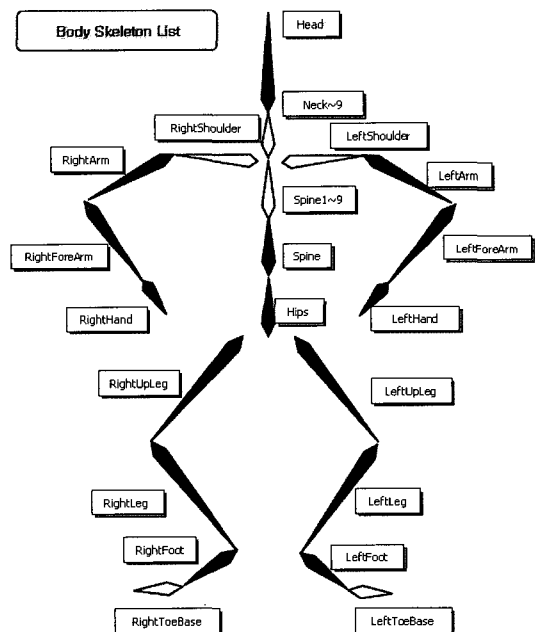 Body Skeleton List
Head
Neck~9
RightShoulder
LeftShoulder
RightArm
LeftArm
Spine1~9
RightForeArm
Spine
LeftForeArm
RightHand
Hips
LeftHand
RightUpLeg
LeftUpLeg
RightLeg
LeftLeg
RightFoot
LeftFoot
RightToeBase
LeftToeBase